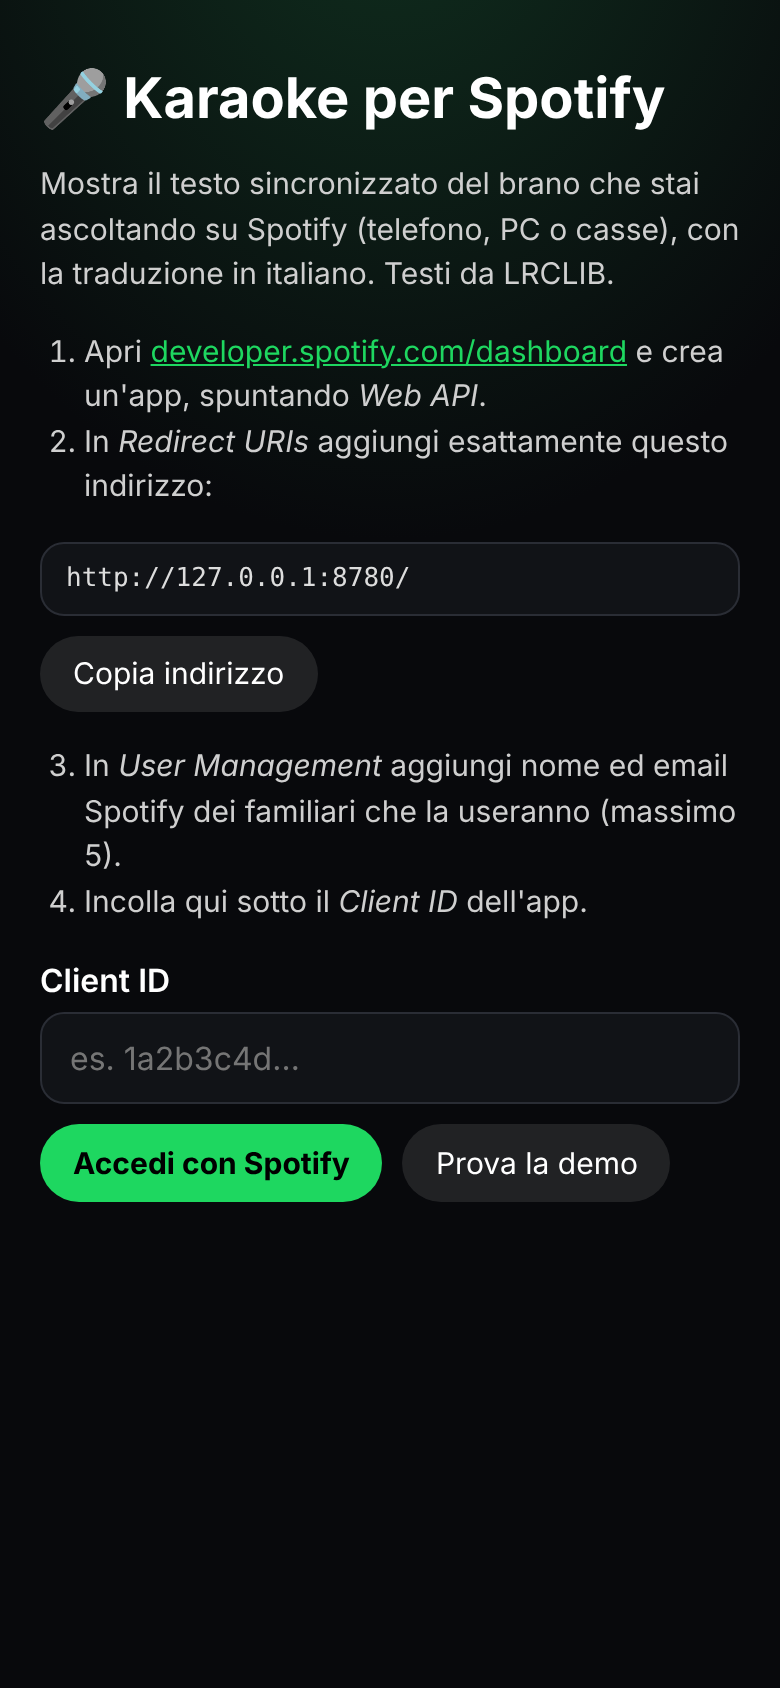 Karaoke per Spotify
Mostra il testo sincronizzato del brano che stai
ascoltando su Spotify (telefono, PC o casse), con
la traduzione in italiano. Testi da LRCLIB.
1. Apri developer.spotify.com/dashboard e crea
un'app, spuntando Web API.
2. In Redirect URIs aggiungi esattamente questo
indirizzo:
http://127.0.0.1:8780/
Copia indirizzo
3. In User Management aggiungi nome ed email
Spotify dei familiari che la useranno (massimo
5).
4. Incolla qui sotto il Client ID dell'app.
Client ID
es. 1a2b3c4d...
Accedi con Spotify
Prova la demo